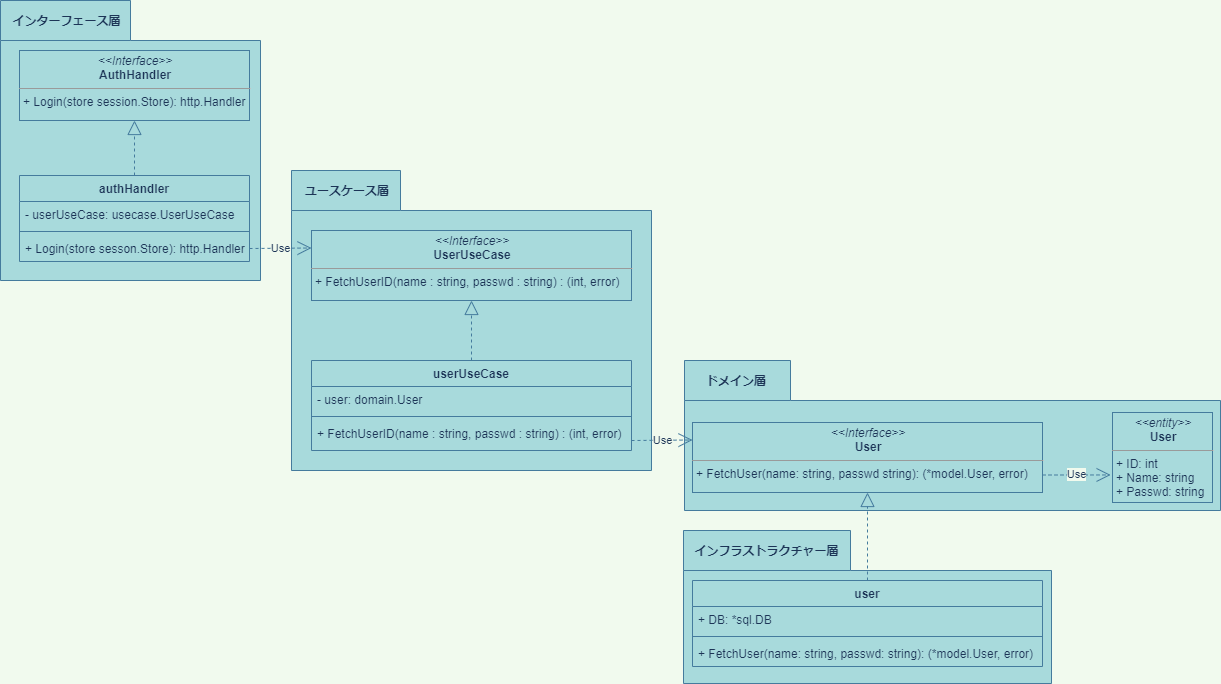 インターフェース層
<<Interface>>
AuthHandler
+ Login(store session.Store): http.Handler
authHandler
- userUseCase: usecase.UserUseCase
+ Login(store sesson.Store): http.Handler
Use
ユースケース層
<<Interface>>
UserUseCase
+ FetchUserID(name : string, passwd : string) : (int, error)
userUseCase
- user: domain.User
+ FetchUserID(name : string, passwd : string) : (int, error)
Use
ドメイン層
<<Interface>>
User
+ FetchUser(name: string, passwd string): (*model.User, error)
Use
<<entity>>
User
+ ID: int
+ Name: string
+ Passwd: string
インフラストラクチャー層
user
+ DB: *sql.DB
+ FetchUser(name: string, passwd: string): (*model.User, error)